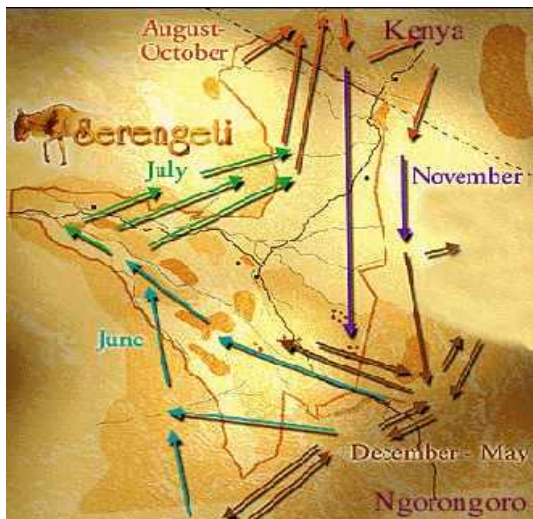 August-
October
Kenya
Serengeti
July
November
June
December - May
Ngorongoro